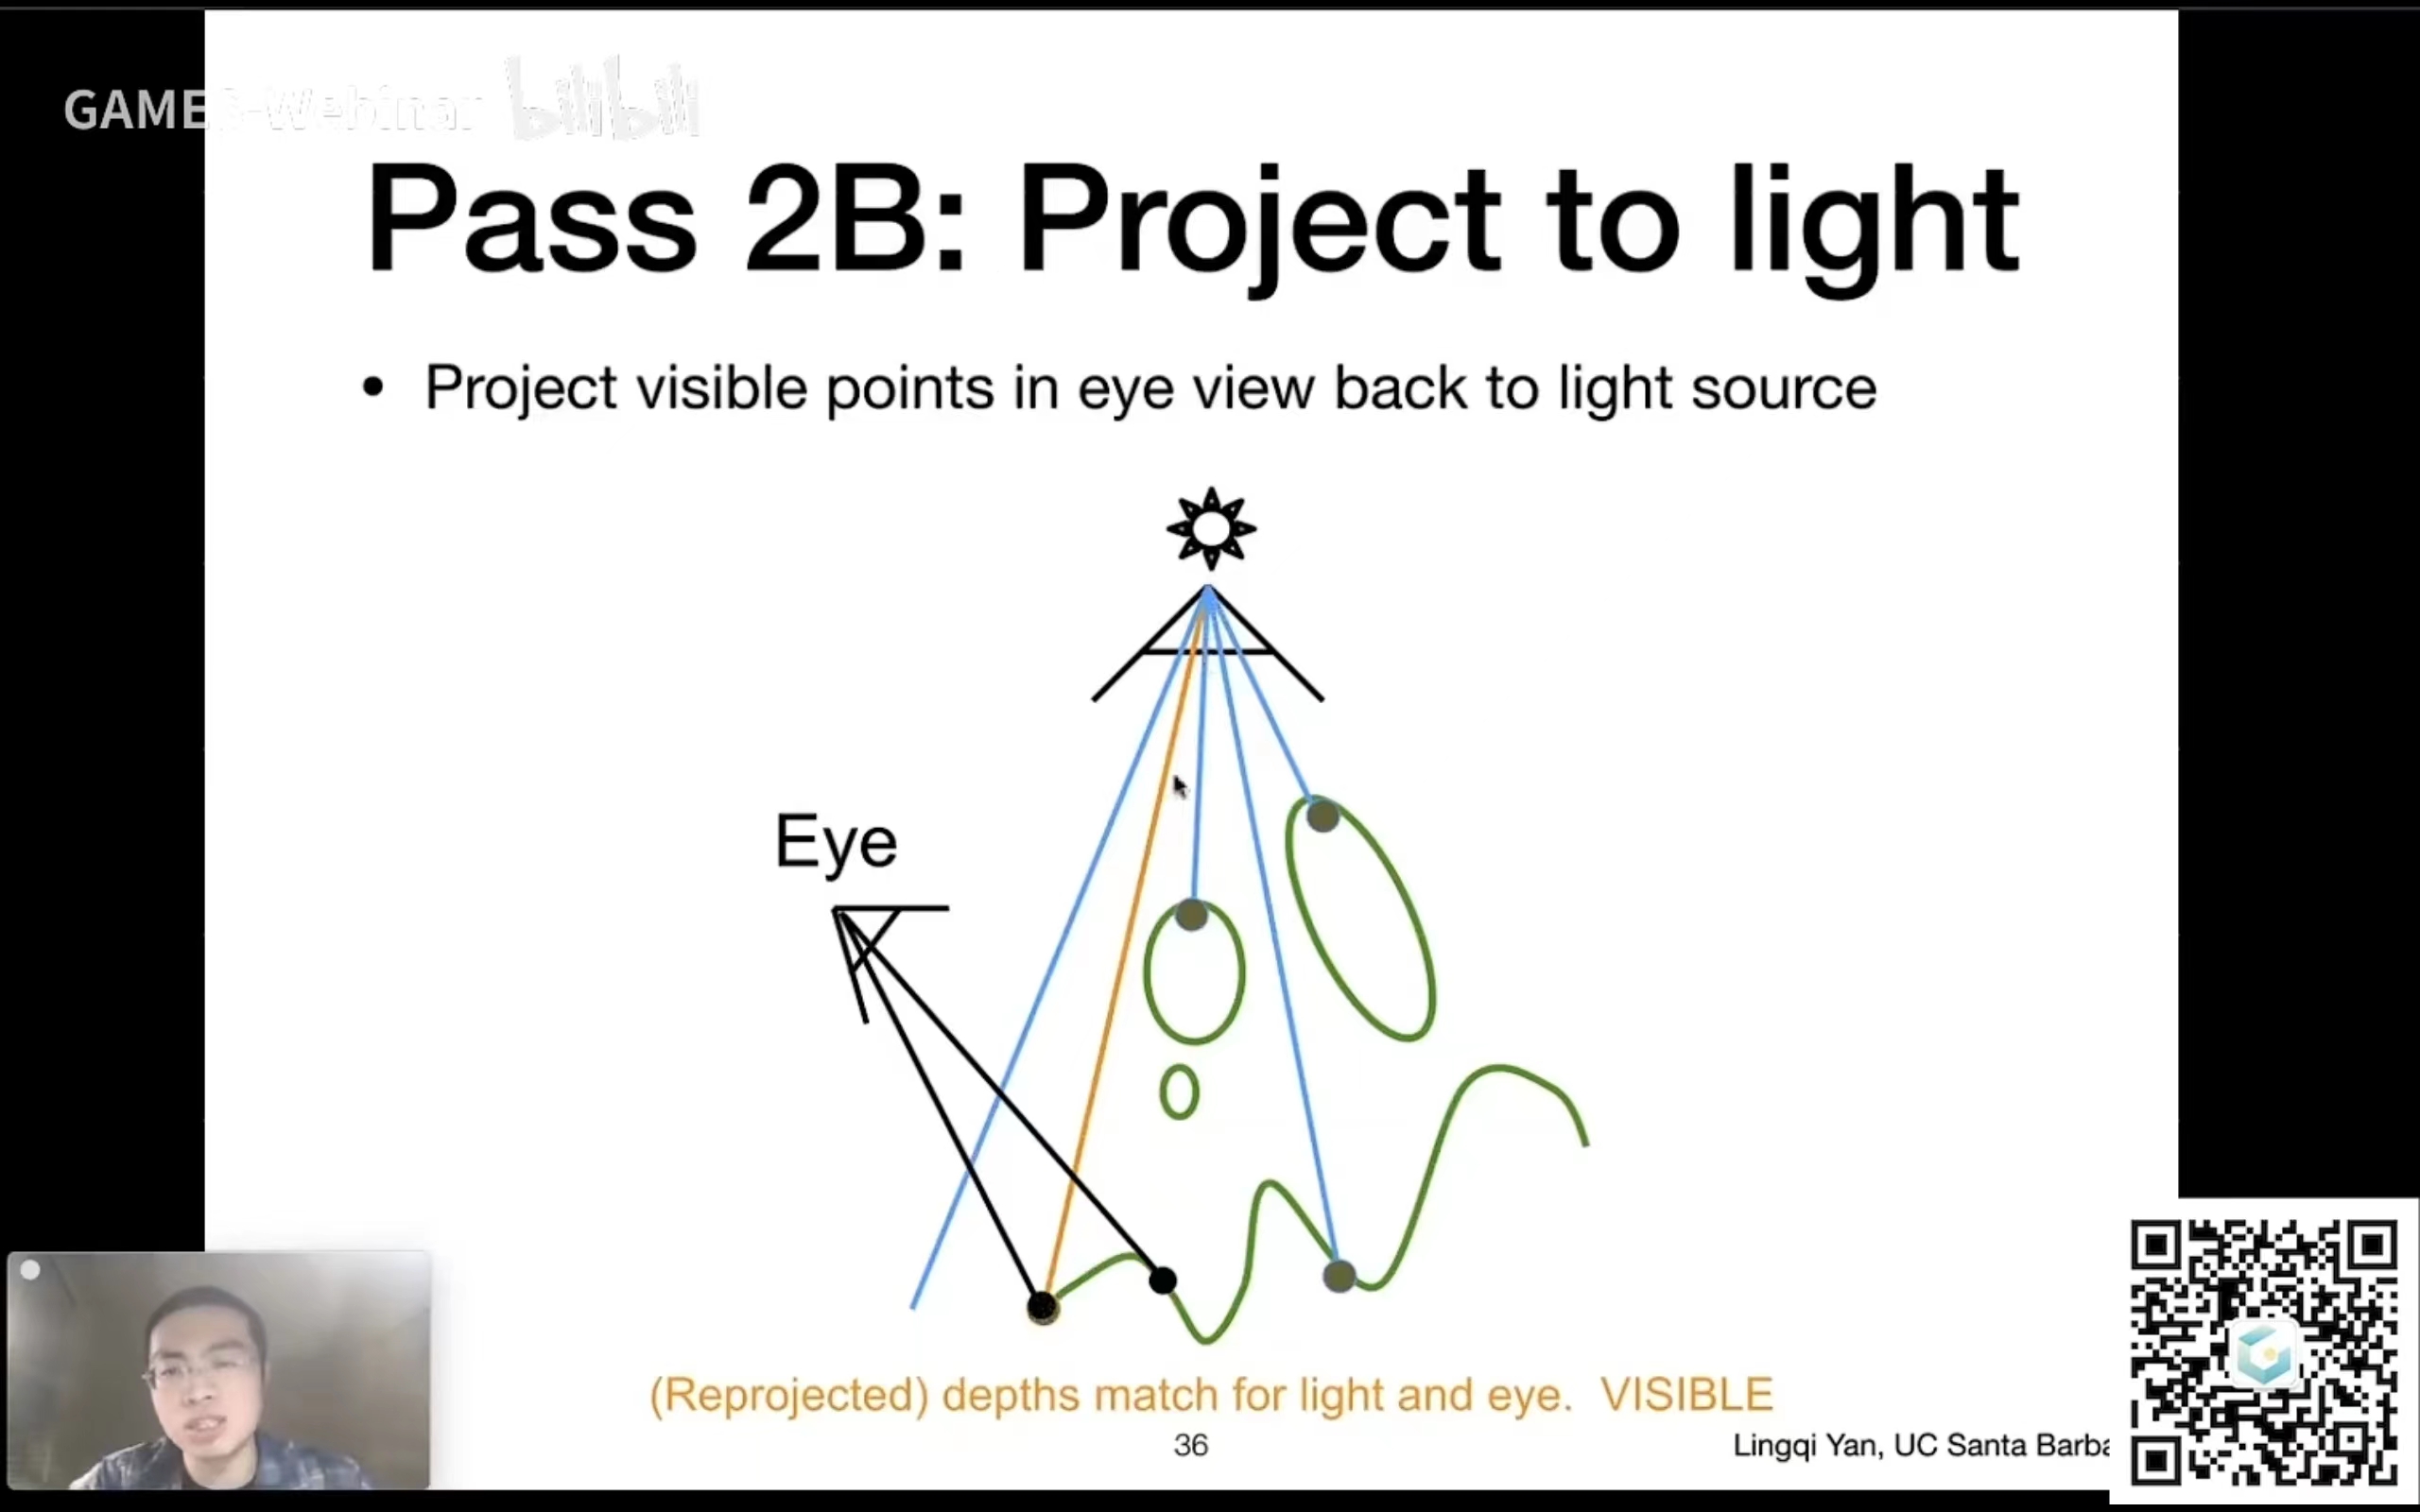 GAMES-Webinar bilibili
Pass 2B: Project to light
• Project visible points in eye view back to light source
Eye
(Reprojected) depths match for light and eye. VISIBLE
36
Lingqi Yan, UC Santa Barba